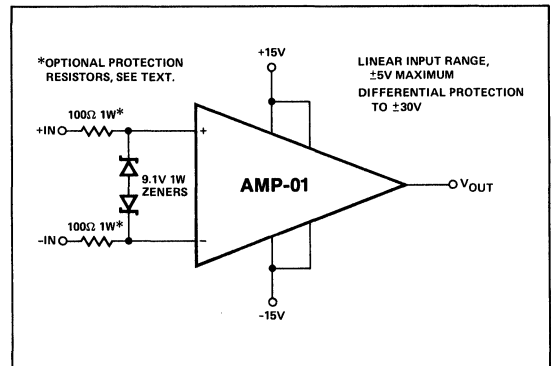 *OPTIONAL PROTECTION
RESISTORS, SEE TEXT.
+15V
LINEAR INPUT RANGE,
±5V MAXIMUM
DIFFERENTIAL PROTECTION
TO ±30V
100Ω 1W*
+IN
+
9.1V 1W
ZENERS
AMP-01
VOUT
100Ω 1W*
-IN
−
-15V